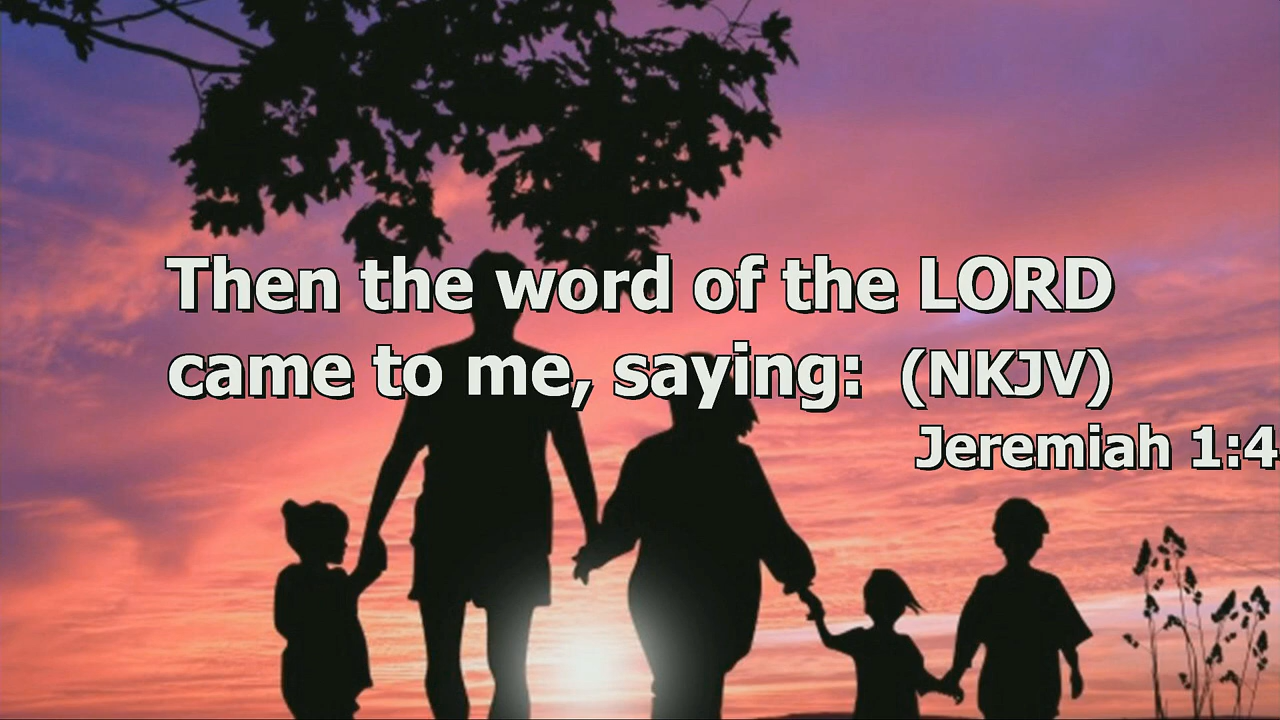 Then the word of the LORD
came to me, saying: (NKJV)
Jeremiah 1:4